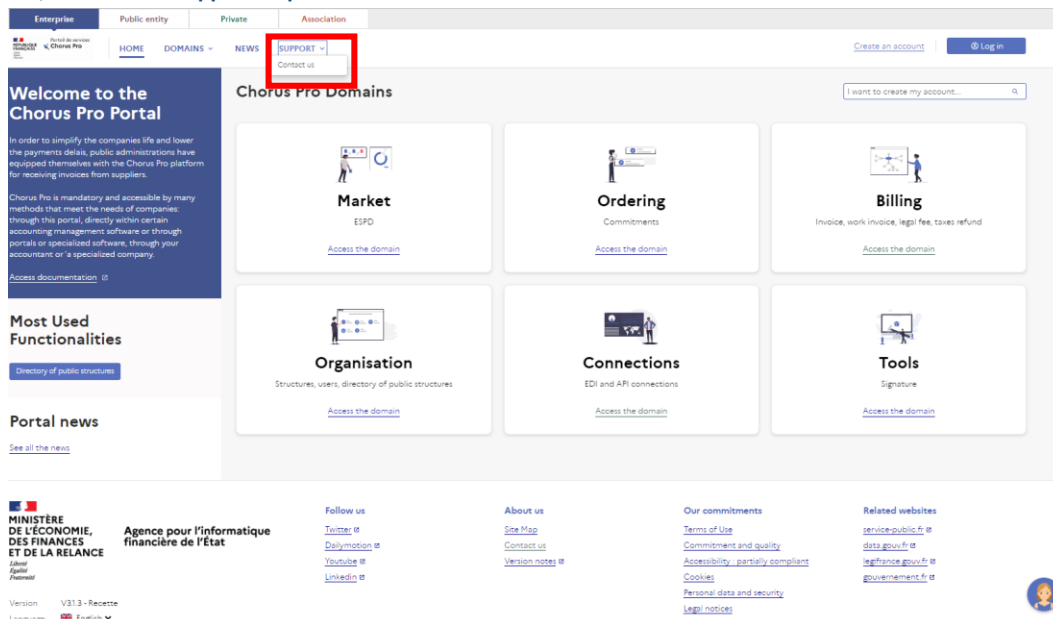 Enterprise Public entity Private Association
RÉPUBLIQUE FRANÇAISE
Portail de services
Chorus Pro
HOME DOMAINS NEWS SUPPORT
Contact us
Create an account Log in
Welcome to the
Chorus Pro Portal
In order to simplify the companies life and lower
the payments delais, public administrations have
equipped themselves with the Chorus Pro platform
for receiving invoices from suppliers.
Chorus Pro is mandatory and accessible by many
methods that meet the needs of companies:
through this portal, directly within certain
accounting management software or through
portals or specialized software, through your
accountant or 'a specialized company.
Access documentation
Most Used
Functionalities
Directory of public structures
Portal news
See all the news
Chorus Pro Domains
I want to create my account...
Market
ESPD
Access the domain
Ordering
Commitments
Access the domain
Billing
Invoice, work invoice, legal fee, taxes refund
Access the domain
Organisation
Structures, users, directory of public structures
Access the domain
Connections
EDI and API connections
Access the domain
Tools
Signature
Access the domain
MINISTÈRE
DE L'ÉCONOMIE,
DES FINANCES
ET DE LA RELANCE
Liberté
Égalité
Fraternité
Agence pour l'informatique
financière de l'État
Version V3.1.3 - Recette
Language English
Follow us
Twitter
Dailymotion
Youtube
Linkedin
About us
Site Map
Contact us
Version notes
Our commitments
Terms of Use
Commitment and quality
Accessibility : partially compliant
Cookies
Personal data and security
Legal notices
Related websites
service-public.fr
data.gouv.fr
legifrance.gouv.fr
gouvernement.fr